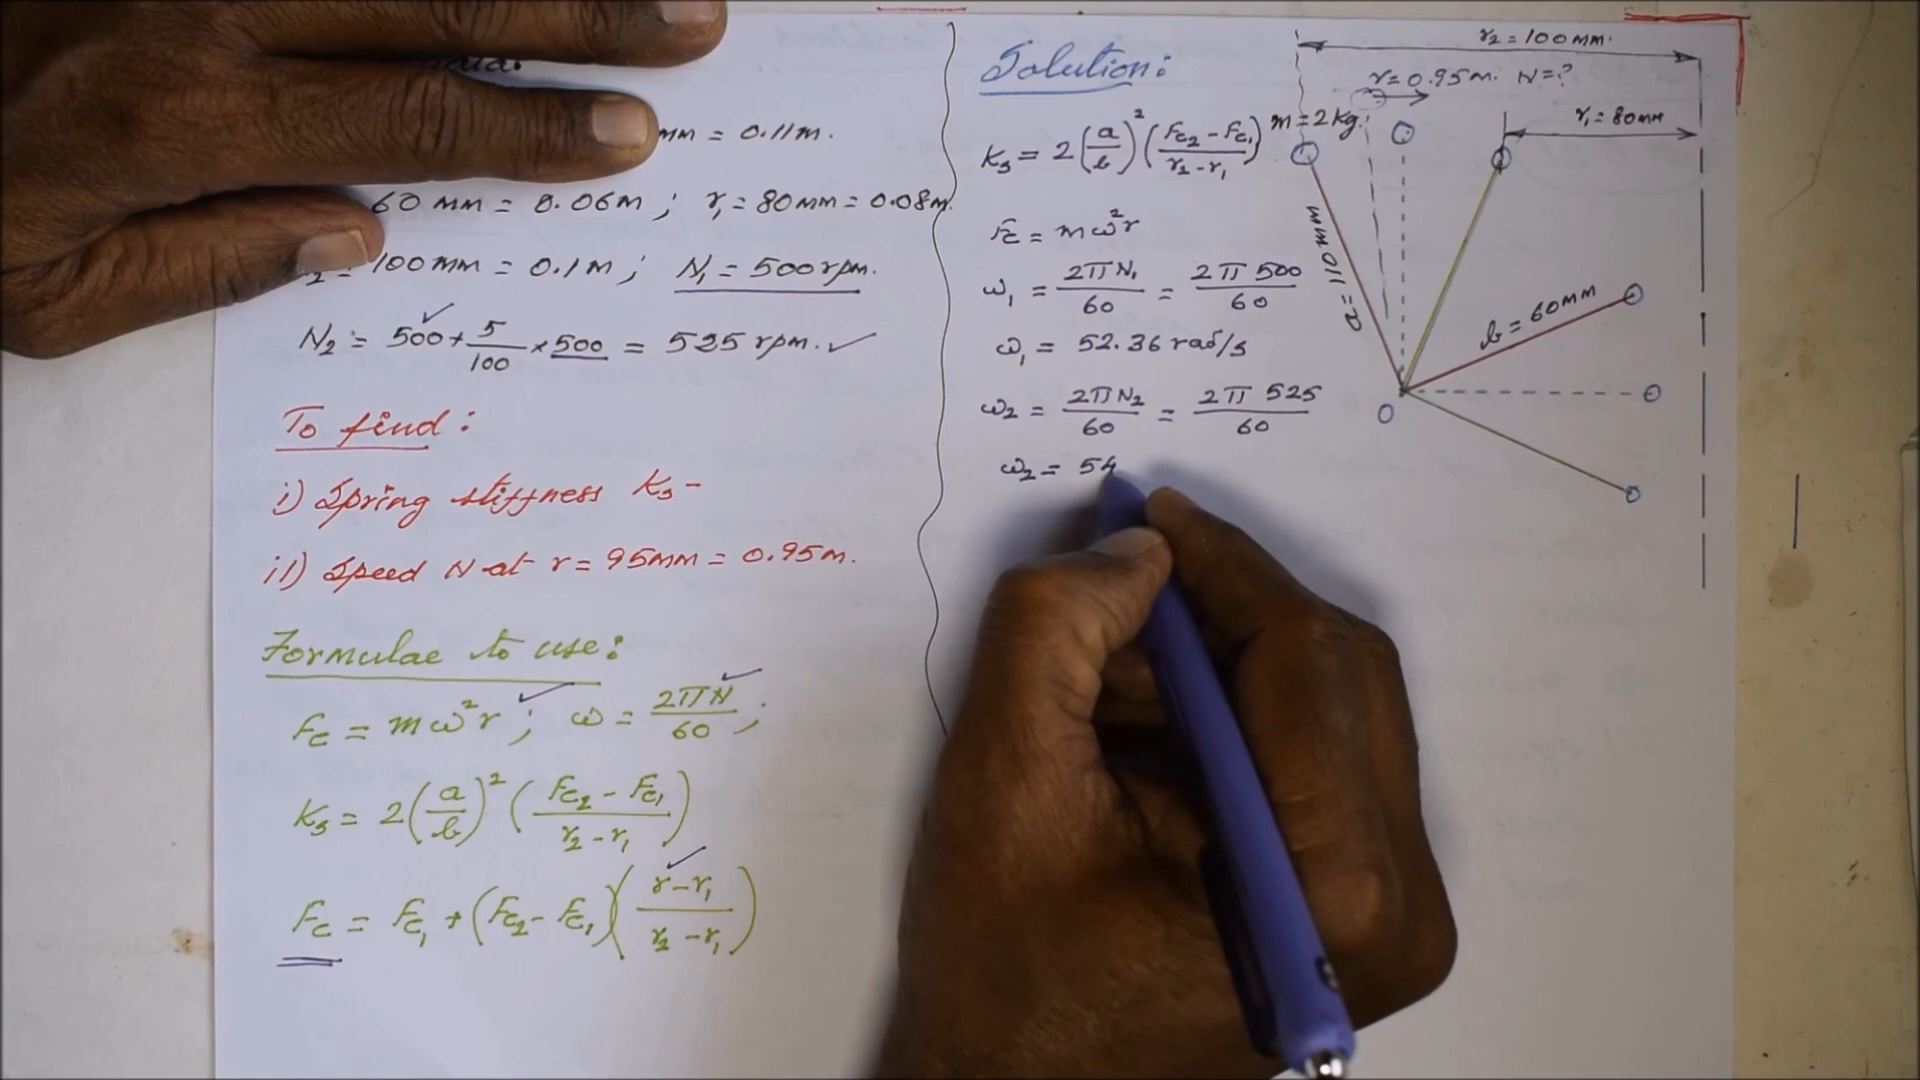 mm = 0.11m.
60 mm = 0.06m ; r₁ = 80mm = 0.08m.
100mm = 0.1m ; N₁ = 500 rpm.
N₂ = 500 + 5/100 × 500 = 525 rpm. ✓
To find :
i) Spring stiffness Ks -
ii) Speed N at r = 95mm = 0.95m.
Formulae to use :
Fc = mω²r ; ω = 2πN/60 ;
Ks = 2(a/b)² (Fc₂ - Fc₁ / r₂ - r₁)
Fc = Fc₁ + (Fc₂ - Fc₁)(r - r₁ / r₂ - r₁)
Solution :
Ks = 2(a/b)² (Fc₂ - Fc₁ / r₂ - r₁)
Fc = mω²r
ω₁ = 2πN₁/60 = 2π 500/60
ω₁ = 52.36 rad/s
ω₂ = 2πN₂/60 = 2π 525/60
ω₂ = 54
r₂ = 100mm.
r = 0.95m. N = ?
r₁ = 80mm
m = 2kg.
a = 110mm
b = 60mm
O